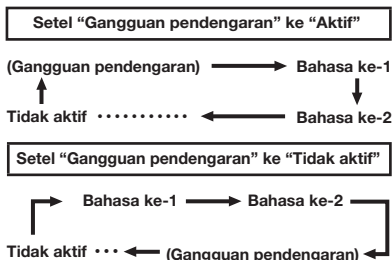 Setel “Gangguan pendengaran” ke “Aktif”
(Gangguan pendengaran) Bahasa ke-1
Tidak aktif ··········· Bahasa ke-2
Setel “Gangguan pendengaran” ke “Tidak aktif”
Bahasa ke-1 Bahasa ke-2
Tidak aktif ··· (Gangguan pendengaran)